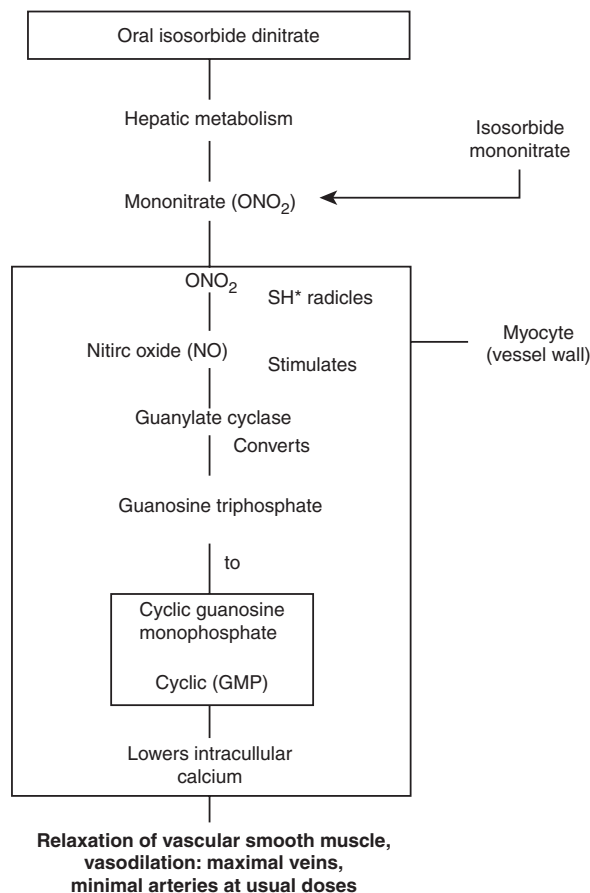 Oral isosorbide dinitrate
Hepatic metabolism
Isosorbide
mononitrate
Mononitrate (ONO₂)
ONO₂
SH* radicles
Nitirc oxide (NO)
Stimulates
Myocyte
(vessel wall)
Guanylate cyclase
Converts
Guanosine triphosphate
to
Cyclic guanosine
monophosphate
Cyclic (GMP)
Lowers intracullular
calcium
Relaxation of vascular smooth muscle,
vasodilation: maximal veins,
minimal arteries at usual doses